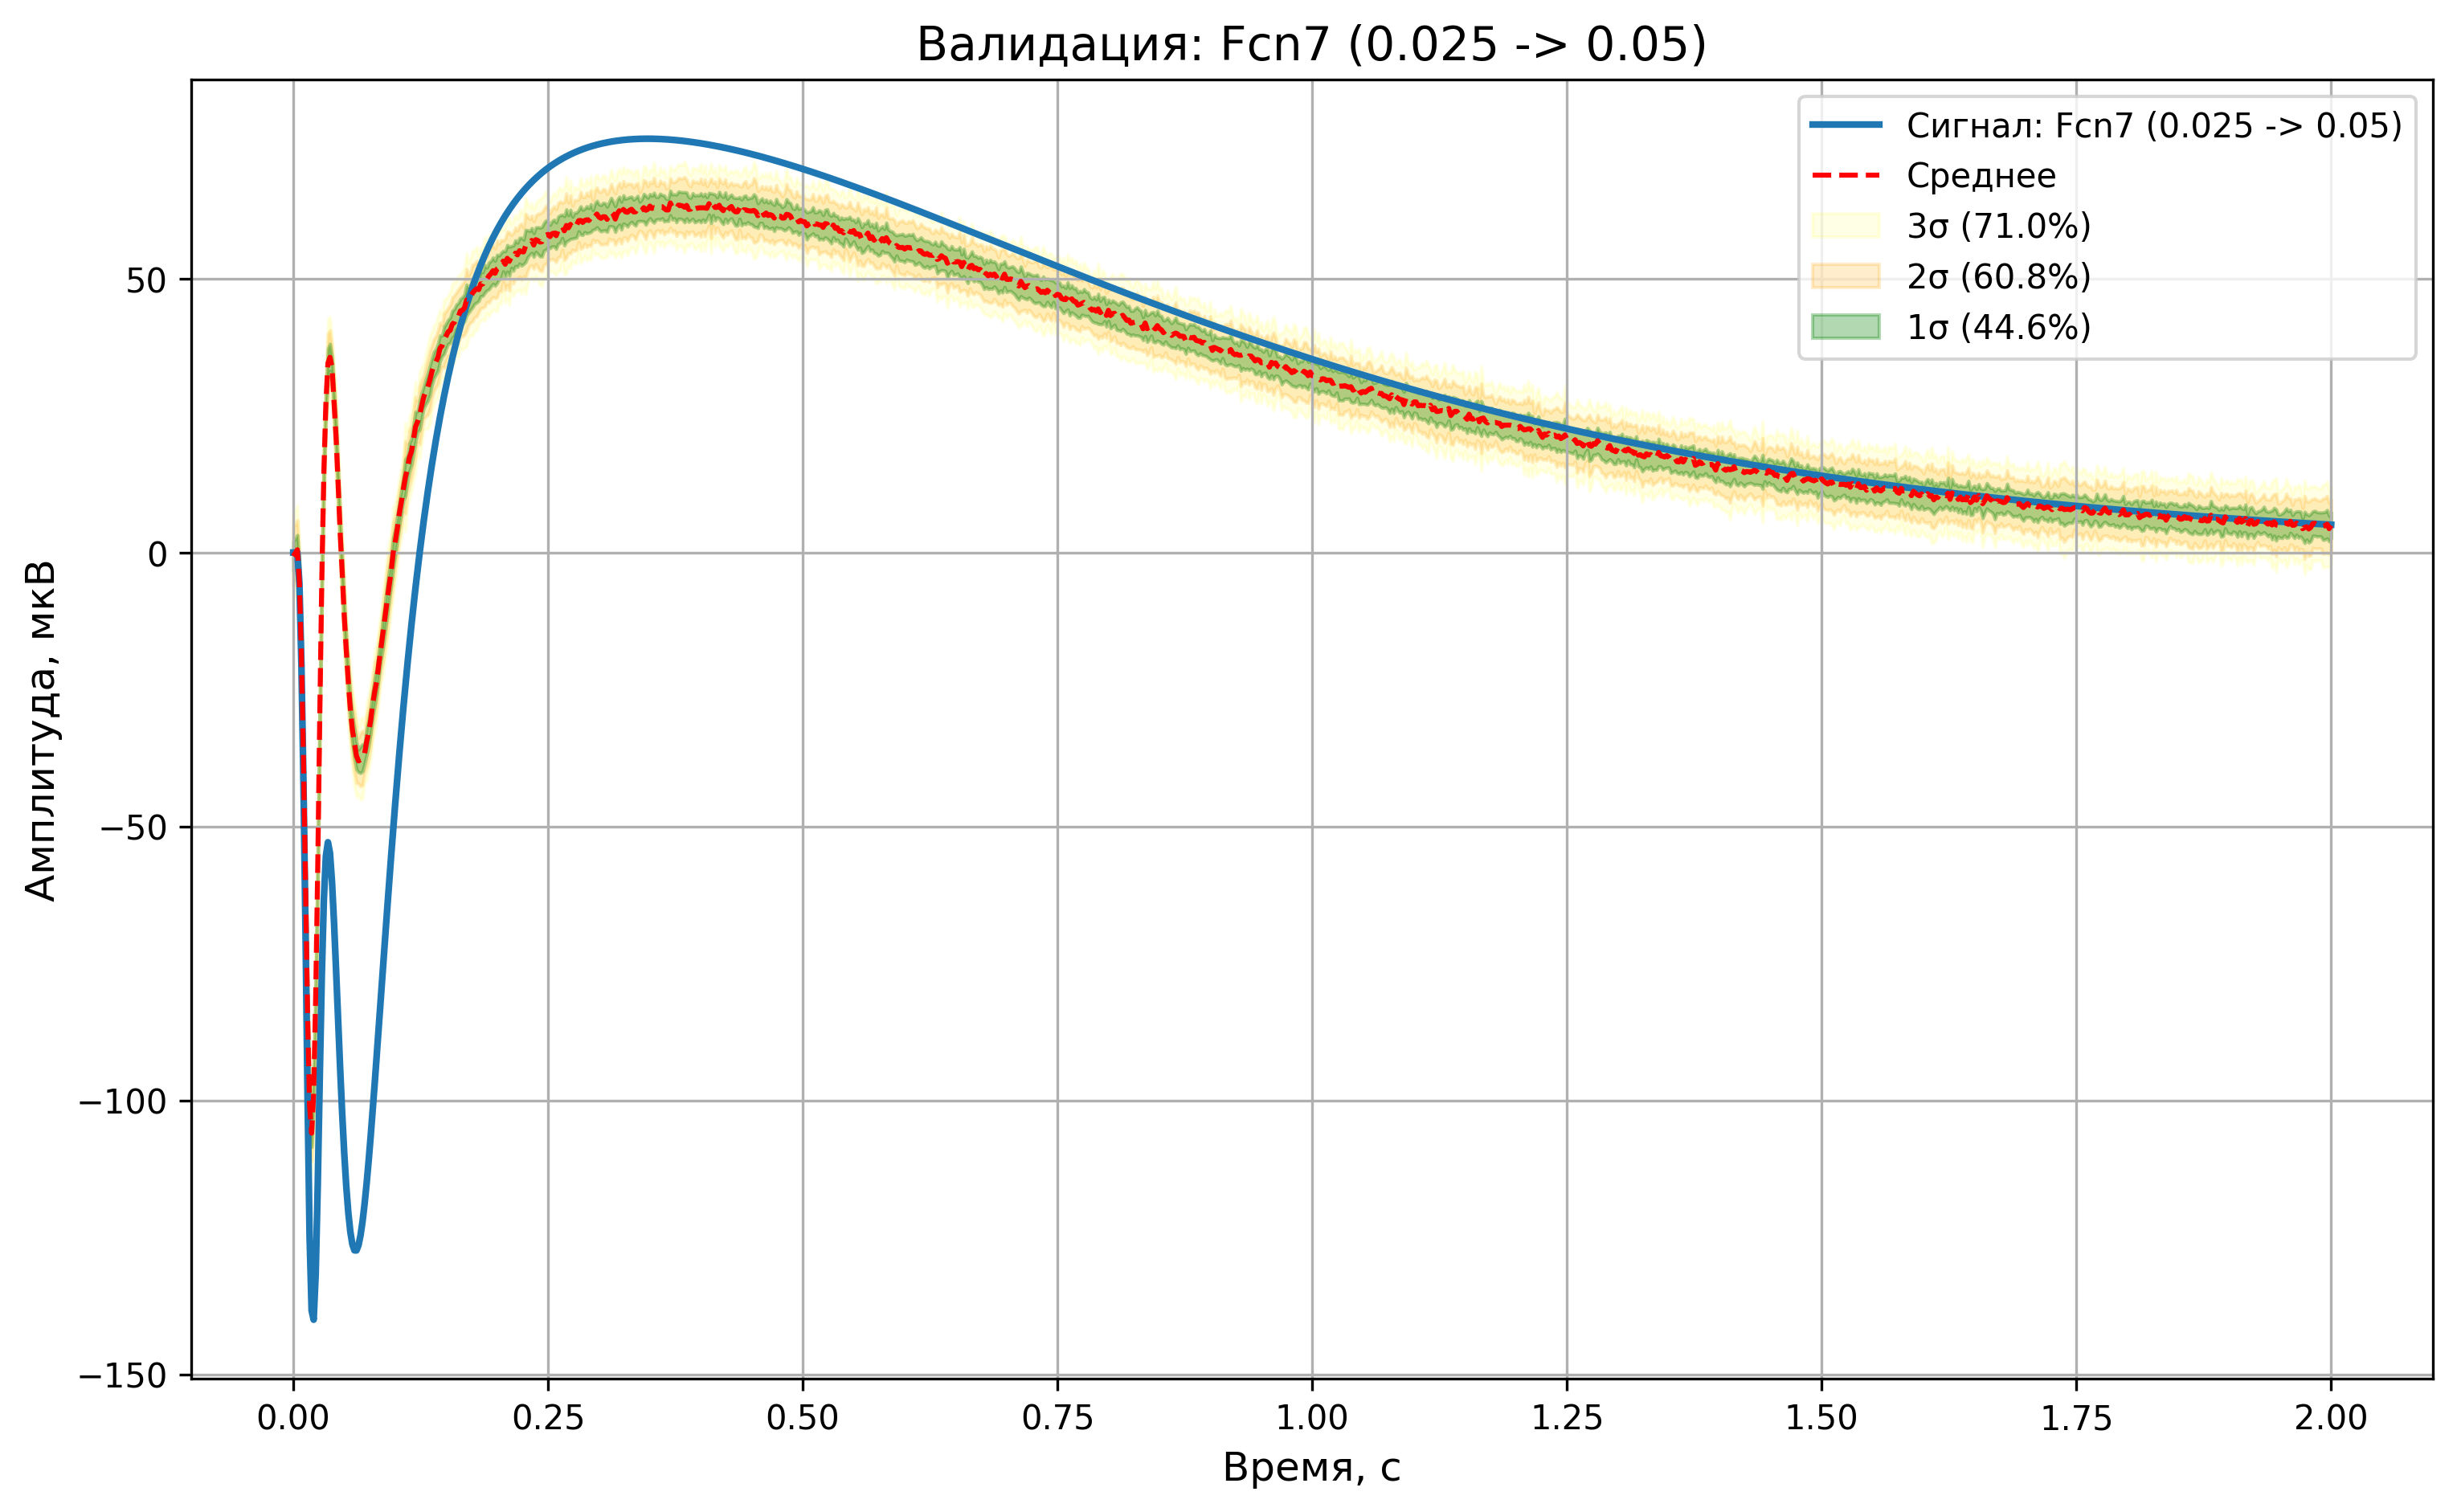 Валидация: Fcn7 (0.025 -> 0.05)
Сигнал: Fcn7 (0.025 -> 0.05)
Среднее
3σ (71.0%)
2σ (60.8%)
1σ (44.6%)
Амплитуда, мкВ
50
0
−50
−100
−150
0.00 0.25 0.50 0.75 1.00 1.25 1.50 1.75 2.00
Время, с